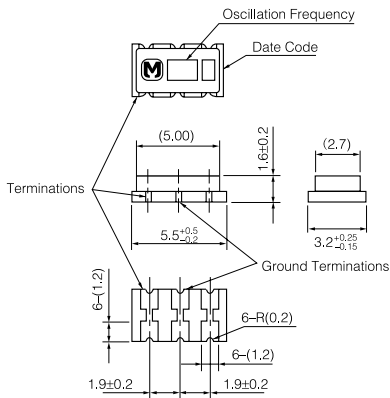 Oscillation Frequency
Date Code
M
(5.00)
1.6±0.2
(2.7)
Terminations
5.5+0.5−0.2
3.2+0.25−0.15
Ground Terminations
6–(1.2)
6–R(0.2)
6–(1.2)
1.9±0.2
1.9±0.2